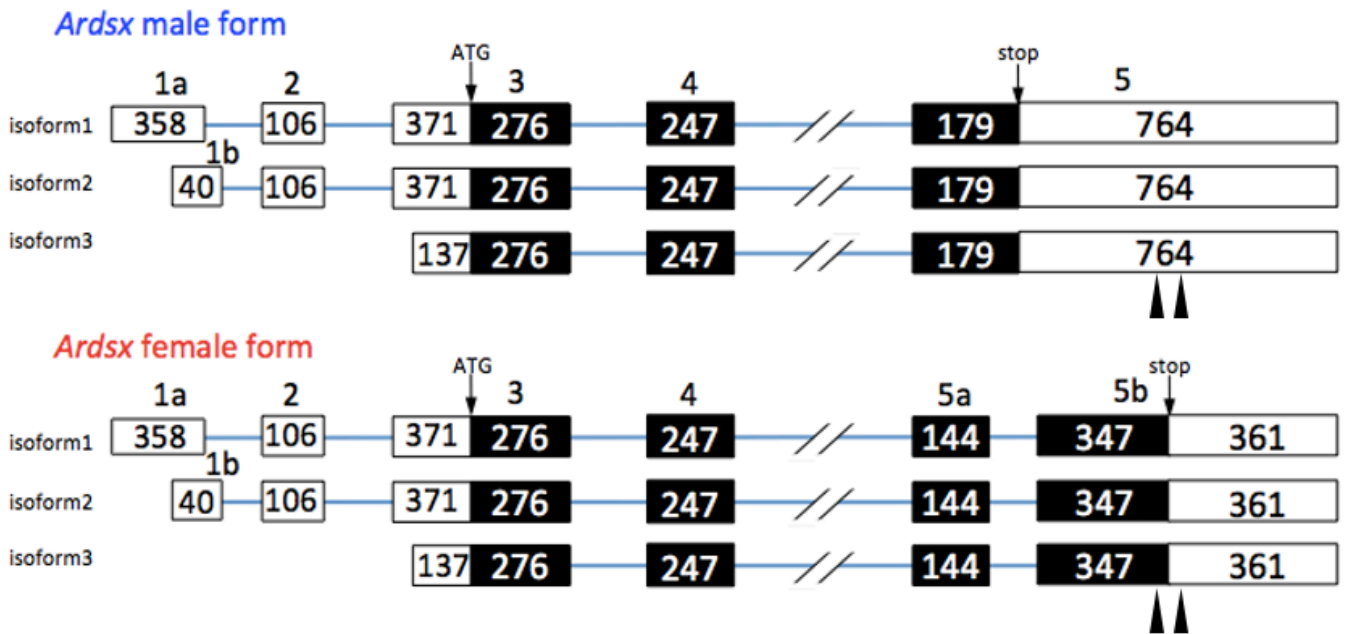 Ardsx male form
ATG stop
1a 2 3 4 5
isoform1 358 106 371 276 247 179 764
1b
isoform2 40 106 371 276 247 179 764
isoform3 137 276 247 179 764
Ardsx female form
ATG stop
1a 2 3 4 5a 5b
isoform1 358 106 371 276 247 144 347 361
1b
isoform2 40 106 371 276 247 144 347 361
isoform3 137 276 247 144 347 361